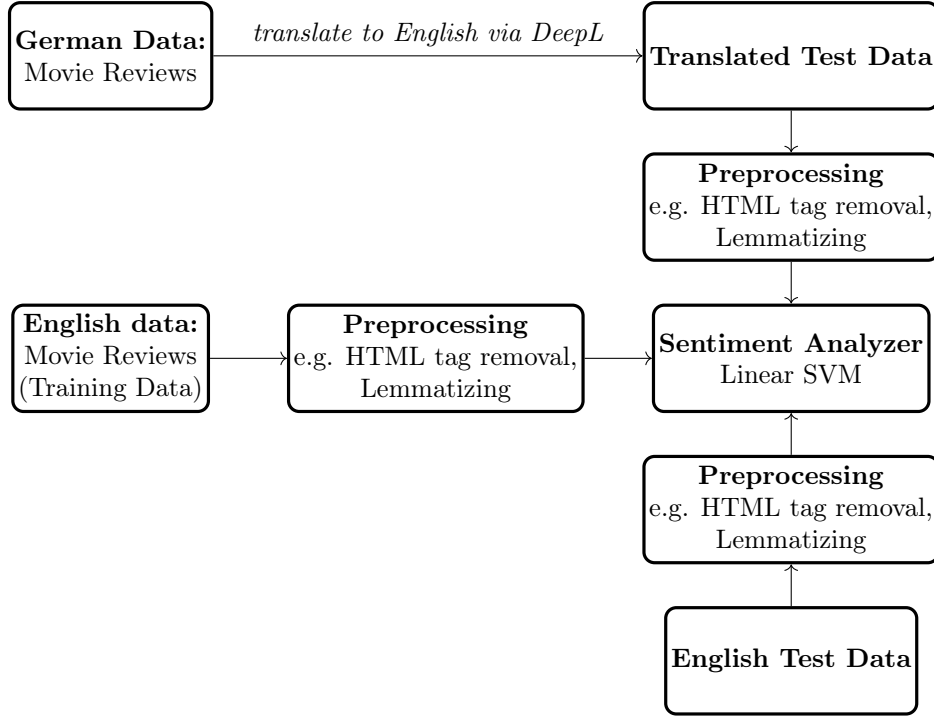 German Data:
Movie Reviews
translate to English via DeepL
Translated Test Data
Preprocessing
e.g. HTML tag removal,
Lemmatizing
English data:
Movie Reviews
(Training Data)
Preprocessing
e.g. HTML tag removal,
Lemmatizing
Sentiment Analyzer
Linear SVM
Preprocessing
e.g. HTML tag removal,
Lemmatizing
English Test Data